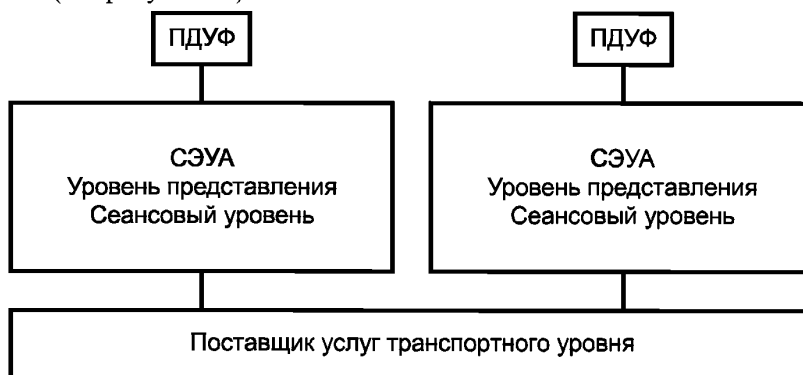 ПДУФ
ПДУФ
СЭУА
Уровень представления
Сеансовый уровень
СЭУА
Уровень представления
Сеансовый уровень
Поставщик услуг транспортного уровня